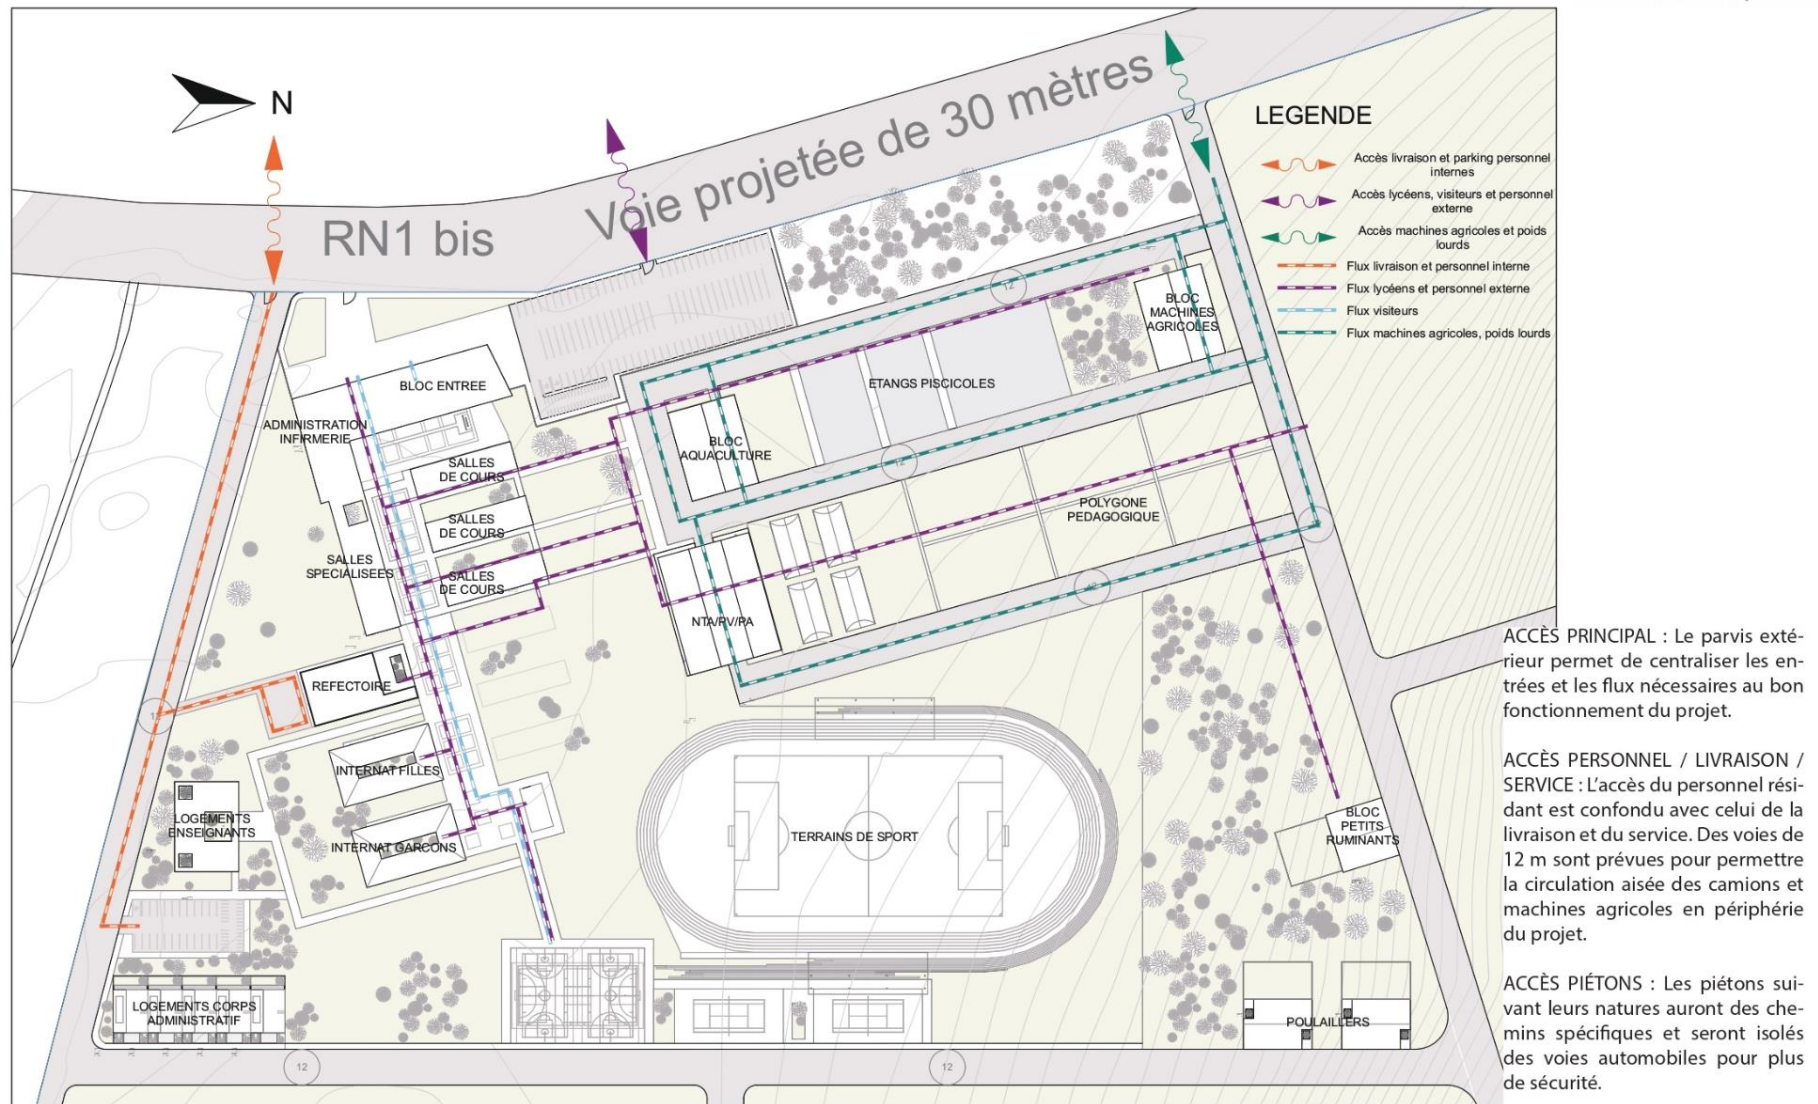 N
RN1 bis
Voie projetée de 30 mètres
LEGENDE
Accès livraison et parking personnel
internes
Accès lycéens, visiteurs et personnel
externe
Accès machines agricoles et poids
lourds
Flux livraison et personnel interne
Flux lycéens et personnel externe
Flux visiteurs
Flux machines agricoles, poids lourds
12
BLOC
MACHINES
AGRICOLES
BLOC ENTREE
ETANGS PISCICOLES
ADMINISTRATION
INFIRMERIE
BLOC
AQUACULTURE
12
SALLES
DE COURS
SALLES
DE COURS
SALLES
DE COURS
POLYGONE
PEDAGOGIQUE
SALLES
SPECIALISEES
12
NTA/PV/PA
REFECTOIRE
INTERNAT FILLES
LOGEMENTS
ENSEIGNANTS
INTERNAT GARCONS
TERRAINS DE SPORT
BLOC
PETITS
RUMINANTS
LOGEMENTS CORPS
ADMINISTRATIF
POULAILLERS
12
12
ACCÈS PRINCIPAL : Le parvis exté-
rieur permet de centraliser les en-
trées et les flux nécessaires au bon
fonctionnement du projet.
ACCÈS PERSONNEL / LIVRAISON /
SERVICE : L’accès du personnel rési-
dant est confondu avec celui de la
livraison et du service. Des voies de
12 m sont prévues pour permettre
la circulation aisée des camions et
machines agricoles en périphérie
du projet.
ACCÈS PIÉTONS : Les piétons sui-
vant leurs natures auront des che-
mins spécifiques et seront isolés
des voies automobiles pour plus
de sécurité.